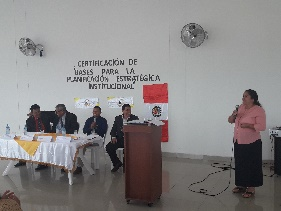 CERTIFICACIÓN DE
BASES PARA LA
PLANIFICACIÓN ESTRATÉGICA
INSTITUCIONAL